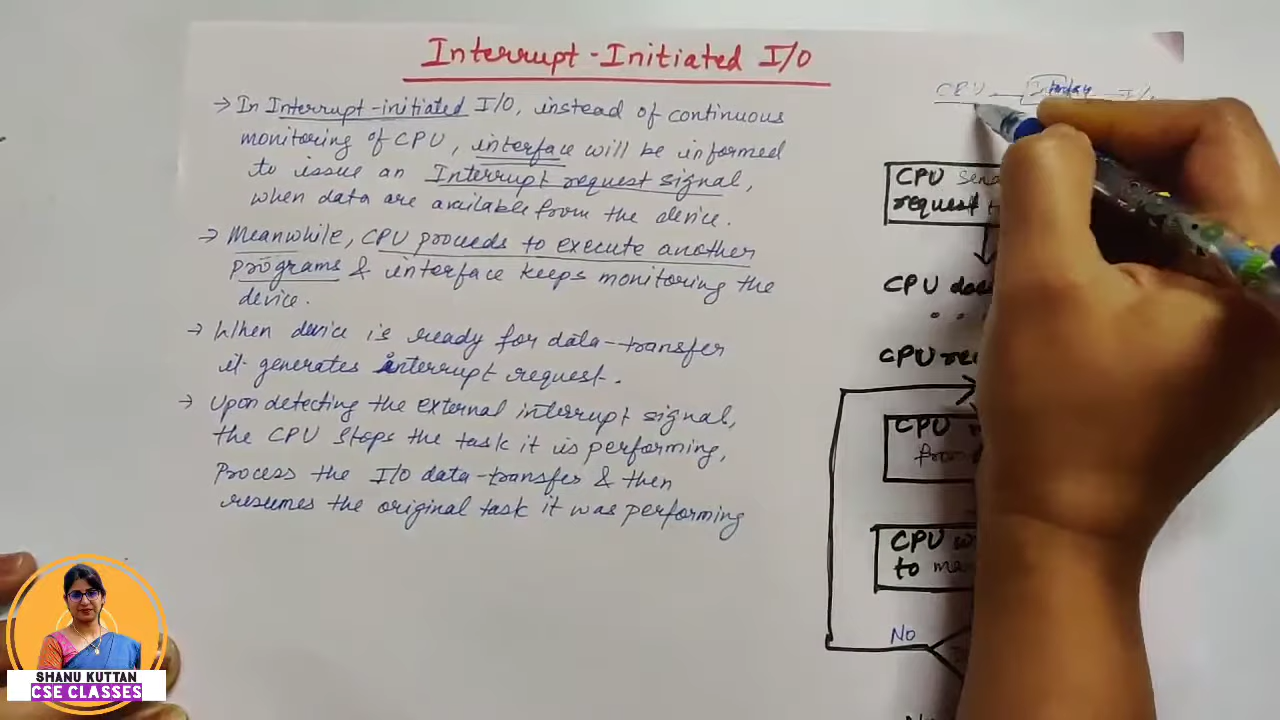 Interrupt-Initiated I/O
→ In Interrupt-initiated I/O, instead of continuous
monitoring of CPU, interface will be informed
to issue an Interrupt request signal,
when data are available from the device.
→ Meanwhile, CPU proceeds to execute another
programs & interface keeps monitoring the
device.
→ When device is ready for data-transfer
it generates interrupt request.
→ Upon detecting the external interrupt signal,
the CPU stops the task it is performing,
Process the I/O data-transfer & then
resumes the original task it was performing
CPU Interface I/o
CPU
request
CPU
CPU
CPU
CPU
to
No
SHANU KUTTAN
CSE CLASSES